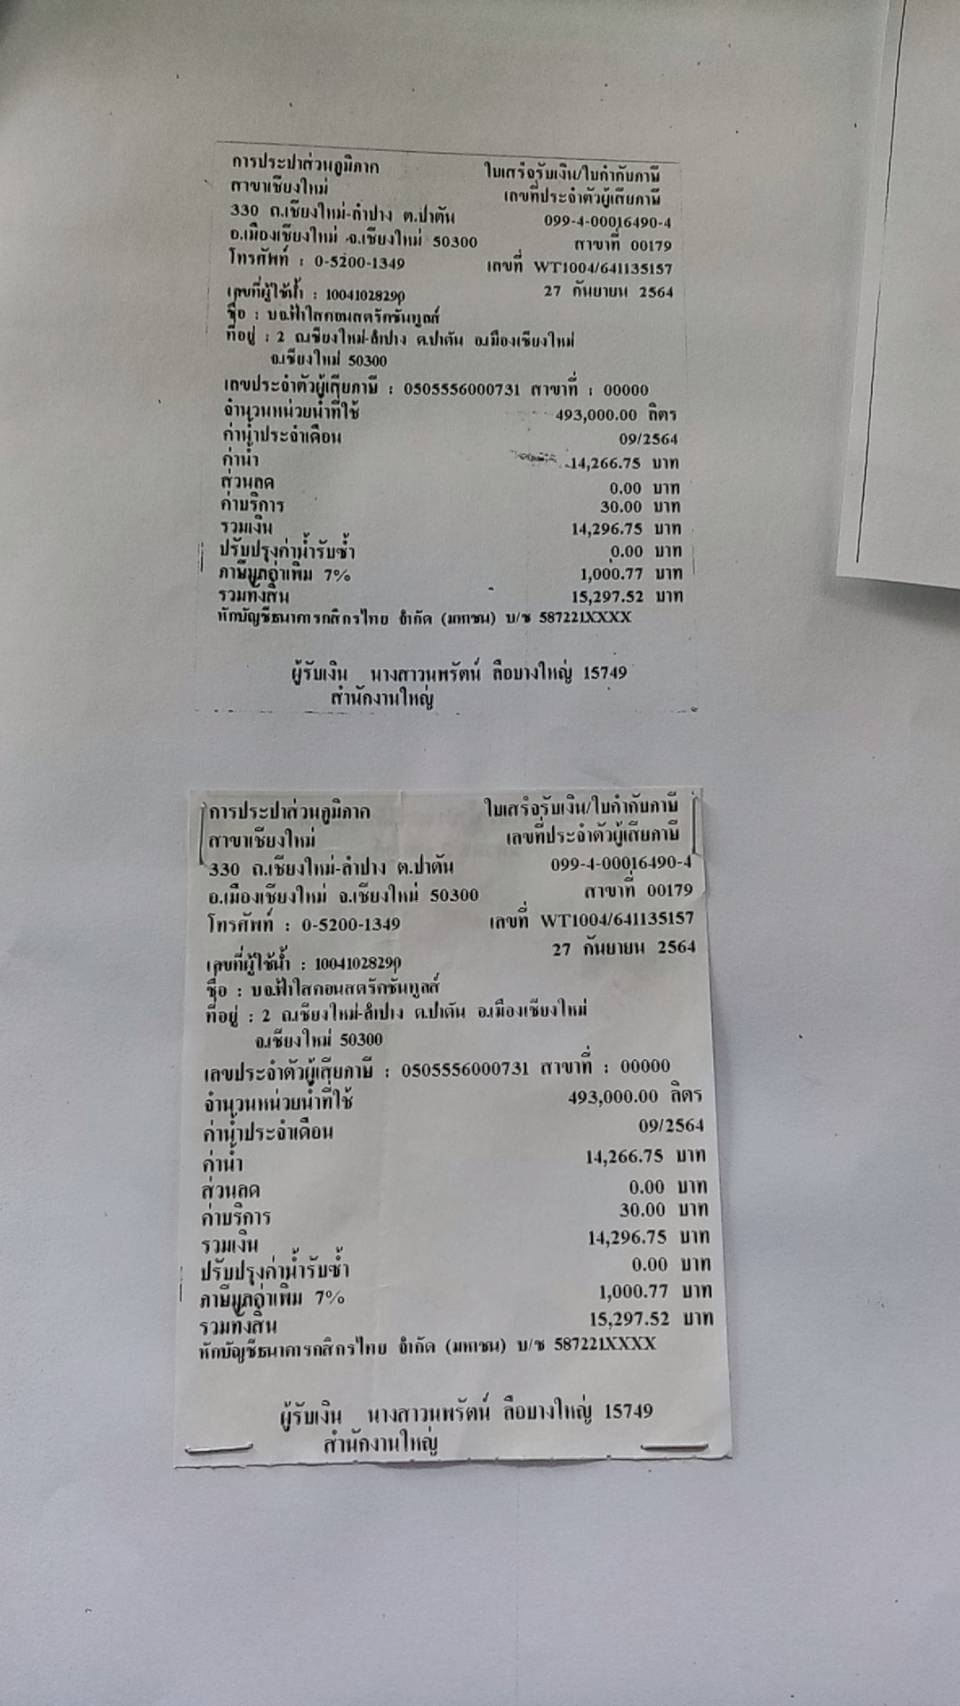 การประปาส่วนภูมิภาค ใบเสร็จรับเงิน/ใบกำกับภาษี
สาขาเชียงใหม่ เลขที่ประจำตัวผู้เสียภาษี
330 ถ.เชียงใหม่-ลำปาง ต.ป่าตัน 099-4-00016490-4
อ.เมืองเชียงใหม่ จ.เชียงใหม่ 50300 สาขาที่ 00179
โทรศัพท์ : 0-5200-1349 เลขที่ WT1004/641135157
27 กันยายน 2564
เลขที่ผู้ใช้น้ำ : 10041028290
ชื่อ : บจ.ฟ้าใสคอนสตรัคชันทูลส์
ที่อยู่ : 2 ถ.เชียงใหม่-ลำปาง ต.ป่าตัน อ.เมืองเชียงใหม่
จ.เชียงใหม่ 50300
เลขประจำตัวผู้เสียภาษี : 0505556000731 สาขาที่ : 00000
จำนวนหน่วยน้ำที่ใช้ 493,000.00 ลิตร
ค่าน้ำประจำเดือน 09/2564
ค่าน้ำ 14,266.75 บาท
ส่วนลด 0.00 บาท
ค่าบริการ 30.00 บาท
รวมเงิน 14,296.75 บาท
ปรับปรุงค่าน้ำรับซ้ำ 0.00 บาท
ภาษีมูลค่าเพิ่ม 7% 1,000.77 บาท
รวมทั้งสิ้น 15,297.52 บาท
หักบัญชีธนาคารกสิกรไทย จำกัด (มหาชน) บ/ช 587221XXXX
ผู้รับเงิน นางสาวนพรัตน์ ลือบางใหญ่ 15749
สำนักงานใหญ่
การประปาส่วนภูมิภาค ใบเสร็จรับเงิน/ใบกำกับภาษี
สาขาเชียงใหม่ เลขที่ประจำตัวผู้เสียภาษี
330 ถ.เชียงใหม่-ลำปาง ต.ป่าตัน 099-4-00016490-4
อ.เมืองเชียงใหม่ จ.เชียงใหม่ 50300 สาขาที่ 00179
โทรศัพท์ : 0-5200-1349 เลขที่ WT1004/641135157
27 กันยายน 2564
เลขที่ผู้ใช้น้ำ : 10041028290
ชื่อ : บจ.ฟ้าใสคอนสตรัคชันทูลส์
ที่อยู่ : 2 ถ.เชียงใหม่-ลำปาง ต.ป่าตัน อ.เมืองเชียงใหม่
จ.เชียงใหม่ 50300
เลขประจำตัวผู้เสียภาษี : 0505556000731 สาขาที่ : 00000
จำนวนหน่วยน้ำที่ใช้ 493,000.00 ลิตร
ค่าน้ำประจำเดือน 09/2564
ค่าน้ำ 14,266.75 บาท
ส่วนลด 0.00 บาท
ค่าบริการ 30.00 บาท
รวมเงิน 14,296.75 บาท
ปรับปรุงค่าน้ำรับซ้ำ 0.00 บาท
ภาษีมูลค่าเพิ่ม 7% 1,000.77 บาท
รวมทั้งสิ้น 15,297.52 บาท
หักบัญชีธนาคารกสิกรไทย จำกัด (มหาชน) บ/ช 587221XXXX
ผู้รับเงิน นางสาวนพรัตน์ ลือบางใหญ่ 15749
สำนักงานใหญ่